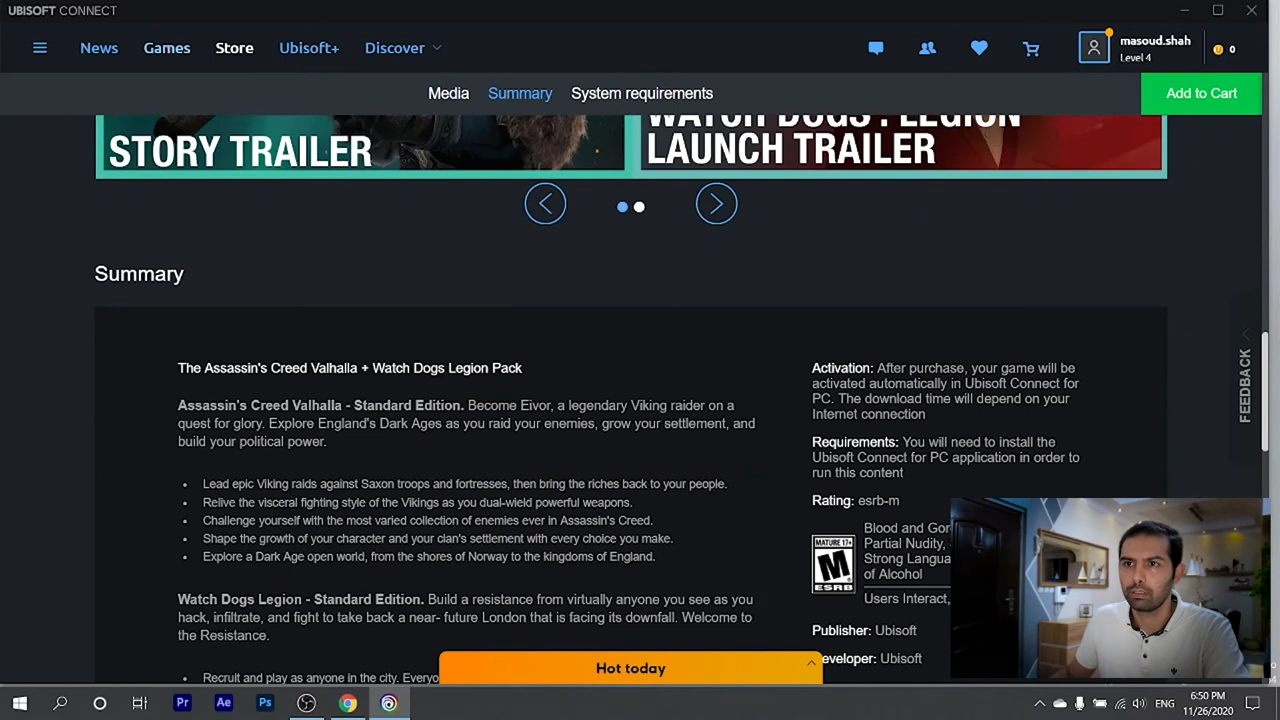 UBISOFT CONNECT
News Games Store Ubisoft+ Discover
masoud.shah
Level 4
0
Media Summary System requirements
Add to Cart
STORY TRAILER
WATCH DOGS : LEGION
LAUNCH TRAILER
Summary
The Assassin's Creed Valhalla + Watch Dogs Legion Pack
Assassin's Creed Valhalla - Standard Edition. Become Eivor, a legendary Viking raider on a
quest for glory. Explore England's Dark Ages as you raid your enemies, grow your settlement, and
build your political power.
Lead epic Viking raids against Saxon troops and fortresses, then bring the riches back to your people.
Relive the visceral fighting style of the Vikings as you dual-wield powerful weapons.
Challenge yourself with the most varied collection of enemies ever in Assassin's Creed.
Shape the growth of your character and your clan's settlement with every choice you make.
Explore a Dark Age open world, from the shores of Norway to the kingdoms of England.
Watch Dogs Legion - Standard Edition. Build a resistance from virtually anyone you see as you
hack, infiltrate, and fight to take back a near- future London that is facing its downfall. Welcome to
the Resistance.
Recruit and play as anyone in the city.
Activation: After purchase, your game will be
activated automatically in Ubisoft Connect for
PC. The download time will depend on your
Internet connection
Requirements: You will need to install the
Ubisoft Connect for PC application in order to
run this content
Rating: esrb-m
MATURE 17+
M
ESRB
Blood and
Partial Nudity,
Strong
of Alcohol
Users Interact,
Publisher: Ubisoft
Developer: Ubisoft
FEEDBACK
Hot today
Pr Ae Ps
ENG
6:50 PM
11/26/2020